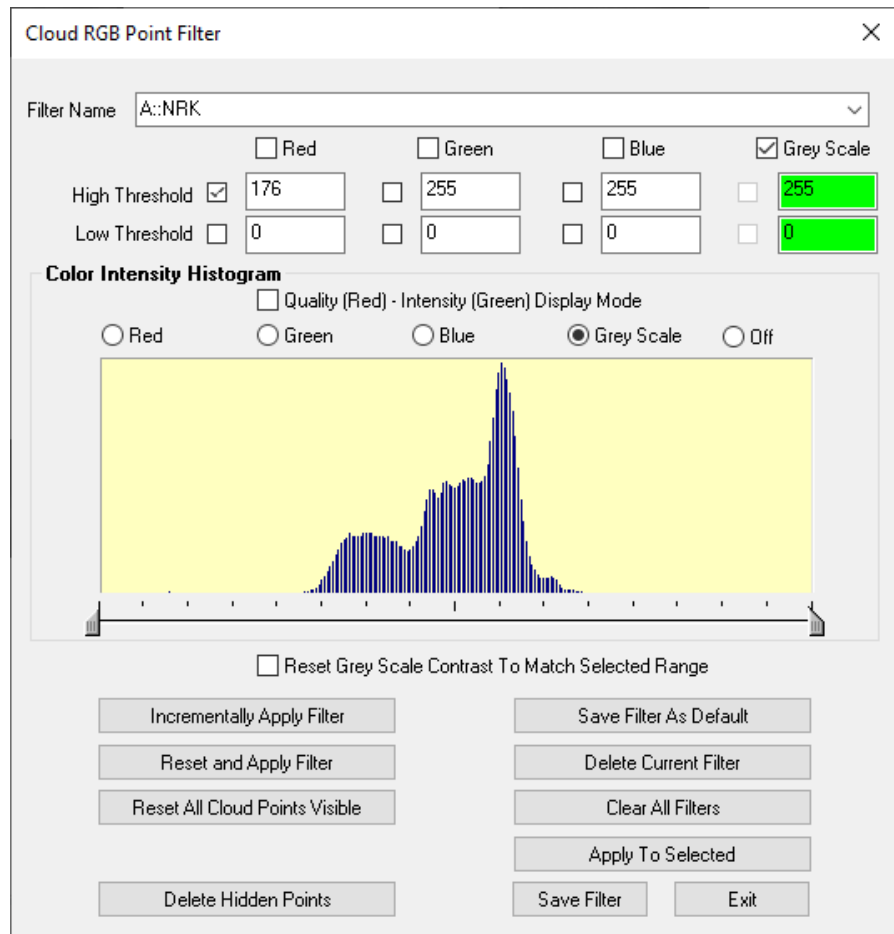 Cloud RGB Point Filter
Filter Name A::NRK
Red Green Blue Grey Scale
High Threshold 176 255 255 255
Low Threshold 0 0 0 0
Color Intensity Histogram
Quality (Red) - Intensity (Green) Display Mode
Red Green Blue Grey Scale Off
Reset Grey Scale Contrast To Match Selected Range
Incrementally Apply Filter Save Filter As Default
Reset and Apply Filter Delete Current Filter
Reset All Cloud Points Visible Clear All Filters
Apply To Selected
Delete Hidden Points Save Filter Exit